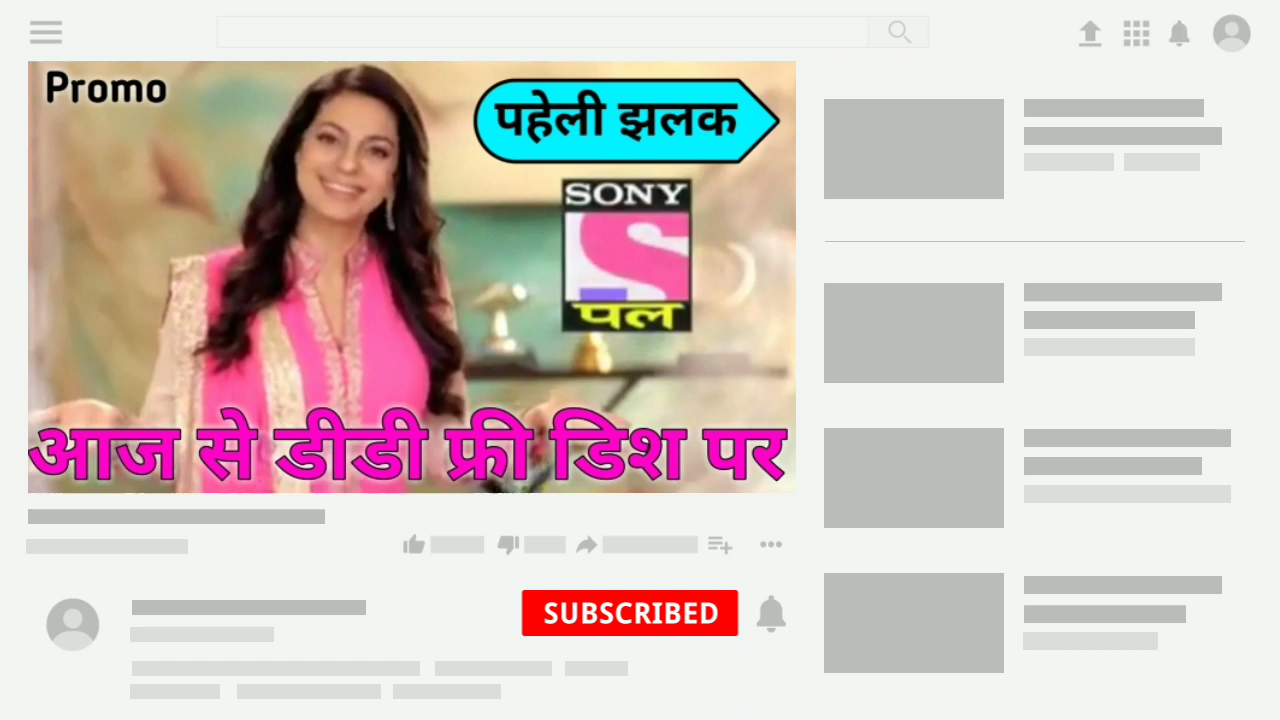 Promo
पहेली झलक
SONY
S
पल
आज से डीडी फ्री डिश पर
SUBSCRIBED